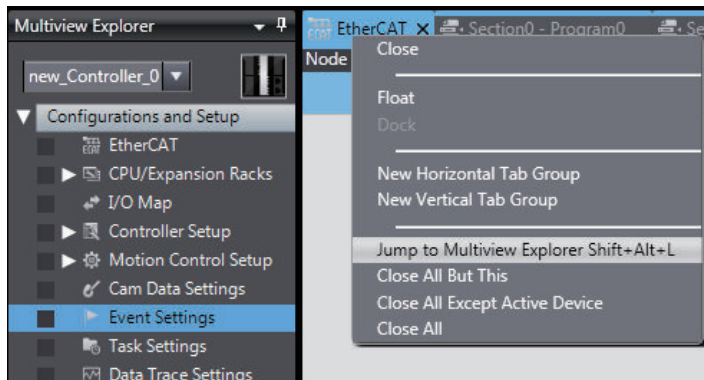 Multiview Explorer
new_Controller_0
Configurations and Setup
EtherCAT
CPU/Expansion Racks
I/O Map
Controller Setup
Motion Control Setup
Cam Data Settings
Event Settings
Task Settings
Data Trace Settings
EtherCAT
Section0 - Program0
Se
Node
Close
Float
Dock
New Horizontal Tab Group
New Vertical Tab Group
Jump to Multiview Explorer Shift+Alt+L
Close All But This
Close All Except Active Device
Close All